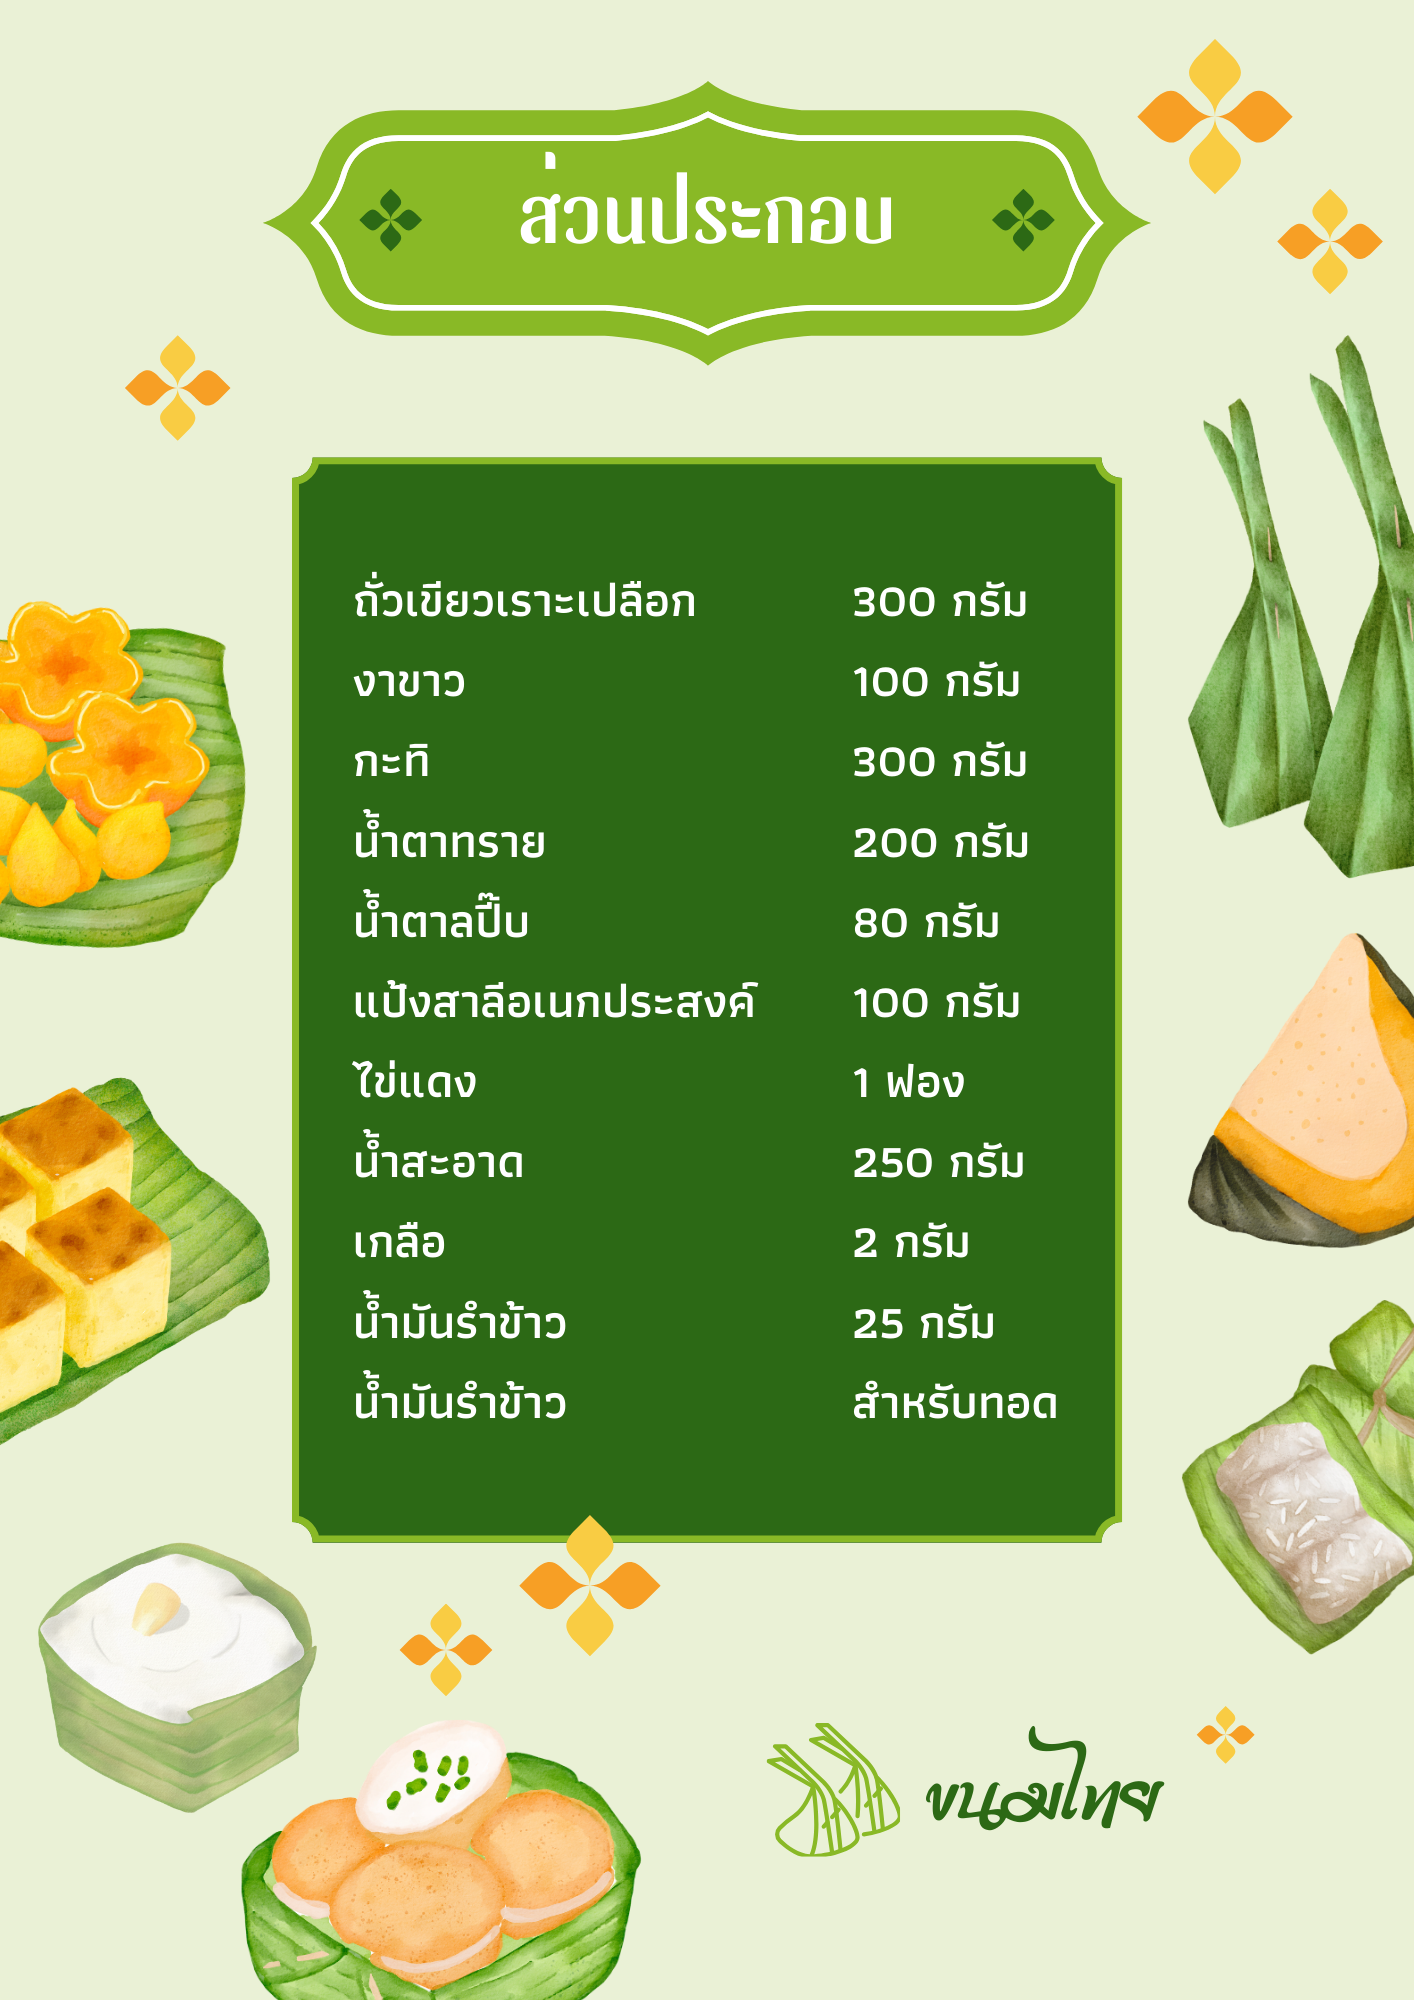 ส่วนประกอบ
ถั่วเขียวเราะเปลือก 300 กรัม
งาขาว 100 กรัม
กะทิ 300 กรัม
น้ำตาทราย 200 กรัม
น้ำตาลปี๊บ 80 กรัม
แป้งสาลีอเนกประสงค์ 100 กรัม
ไข่แดง 1 ฟอง
น้ำสะอาด 250 กรัม
เกลือ 2 กรัม
น้ำมันรำข้าว 25 กรัม
น้ำมันรำข้าว สำหรับทอด
ขนมไทย